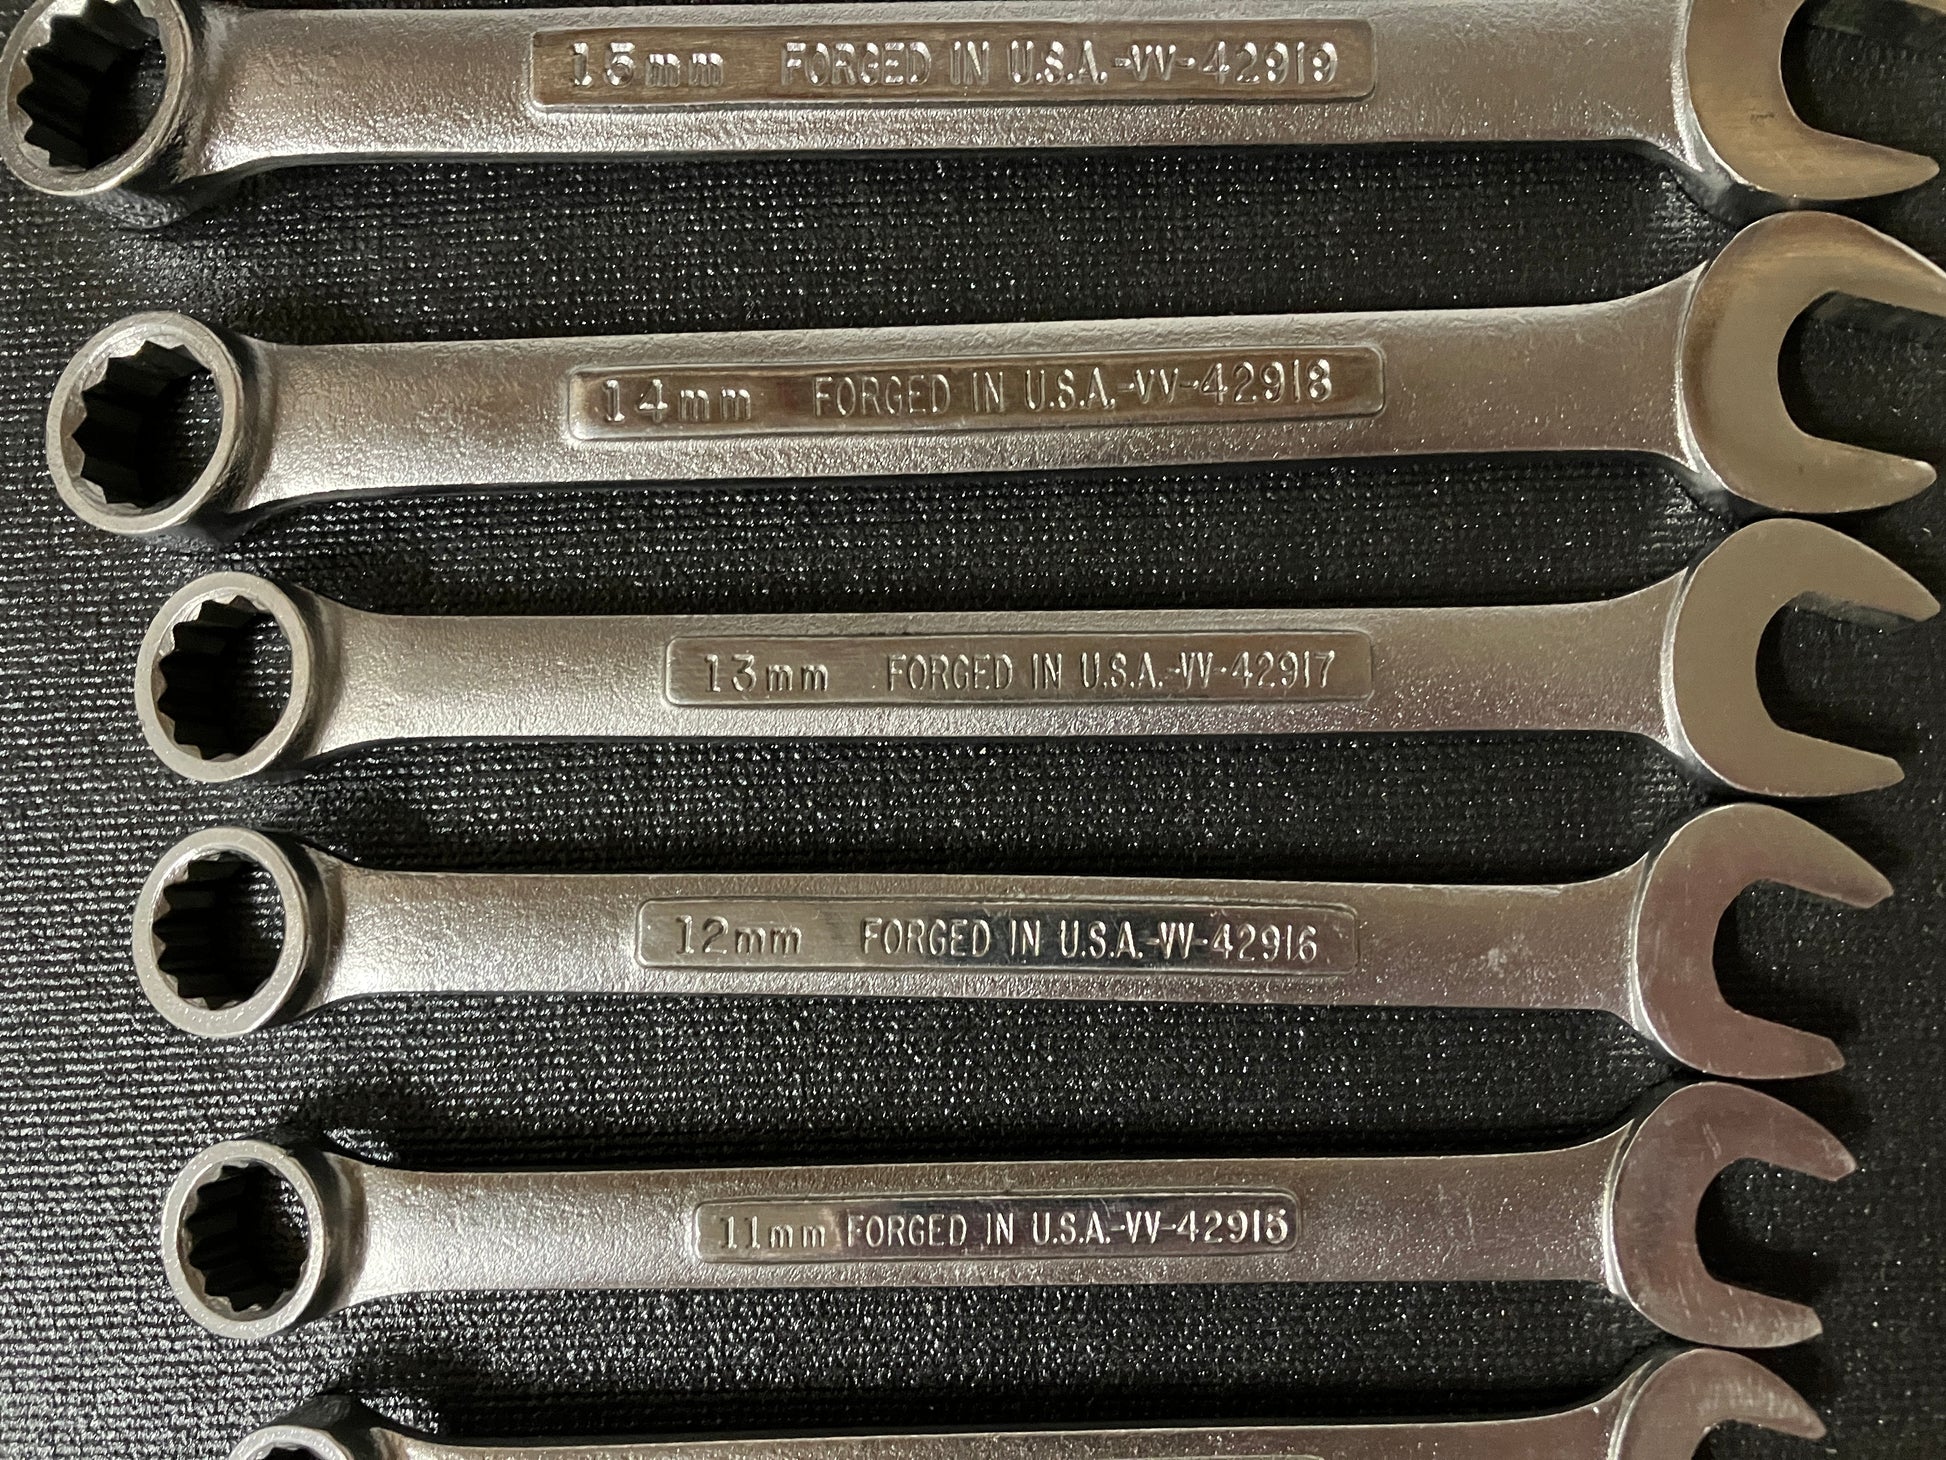 15mm FORGED IN U.S.A.-VV-42919
14mm FORGED IN U.S.A.-VV-42918
13mm FORGED IN U.S.A.-VV-42917
12mm FORGED IN U.S.A.-VV-42916
11mm FORGED IN U.S.A.-VV-42915